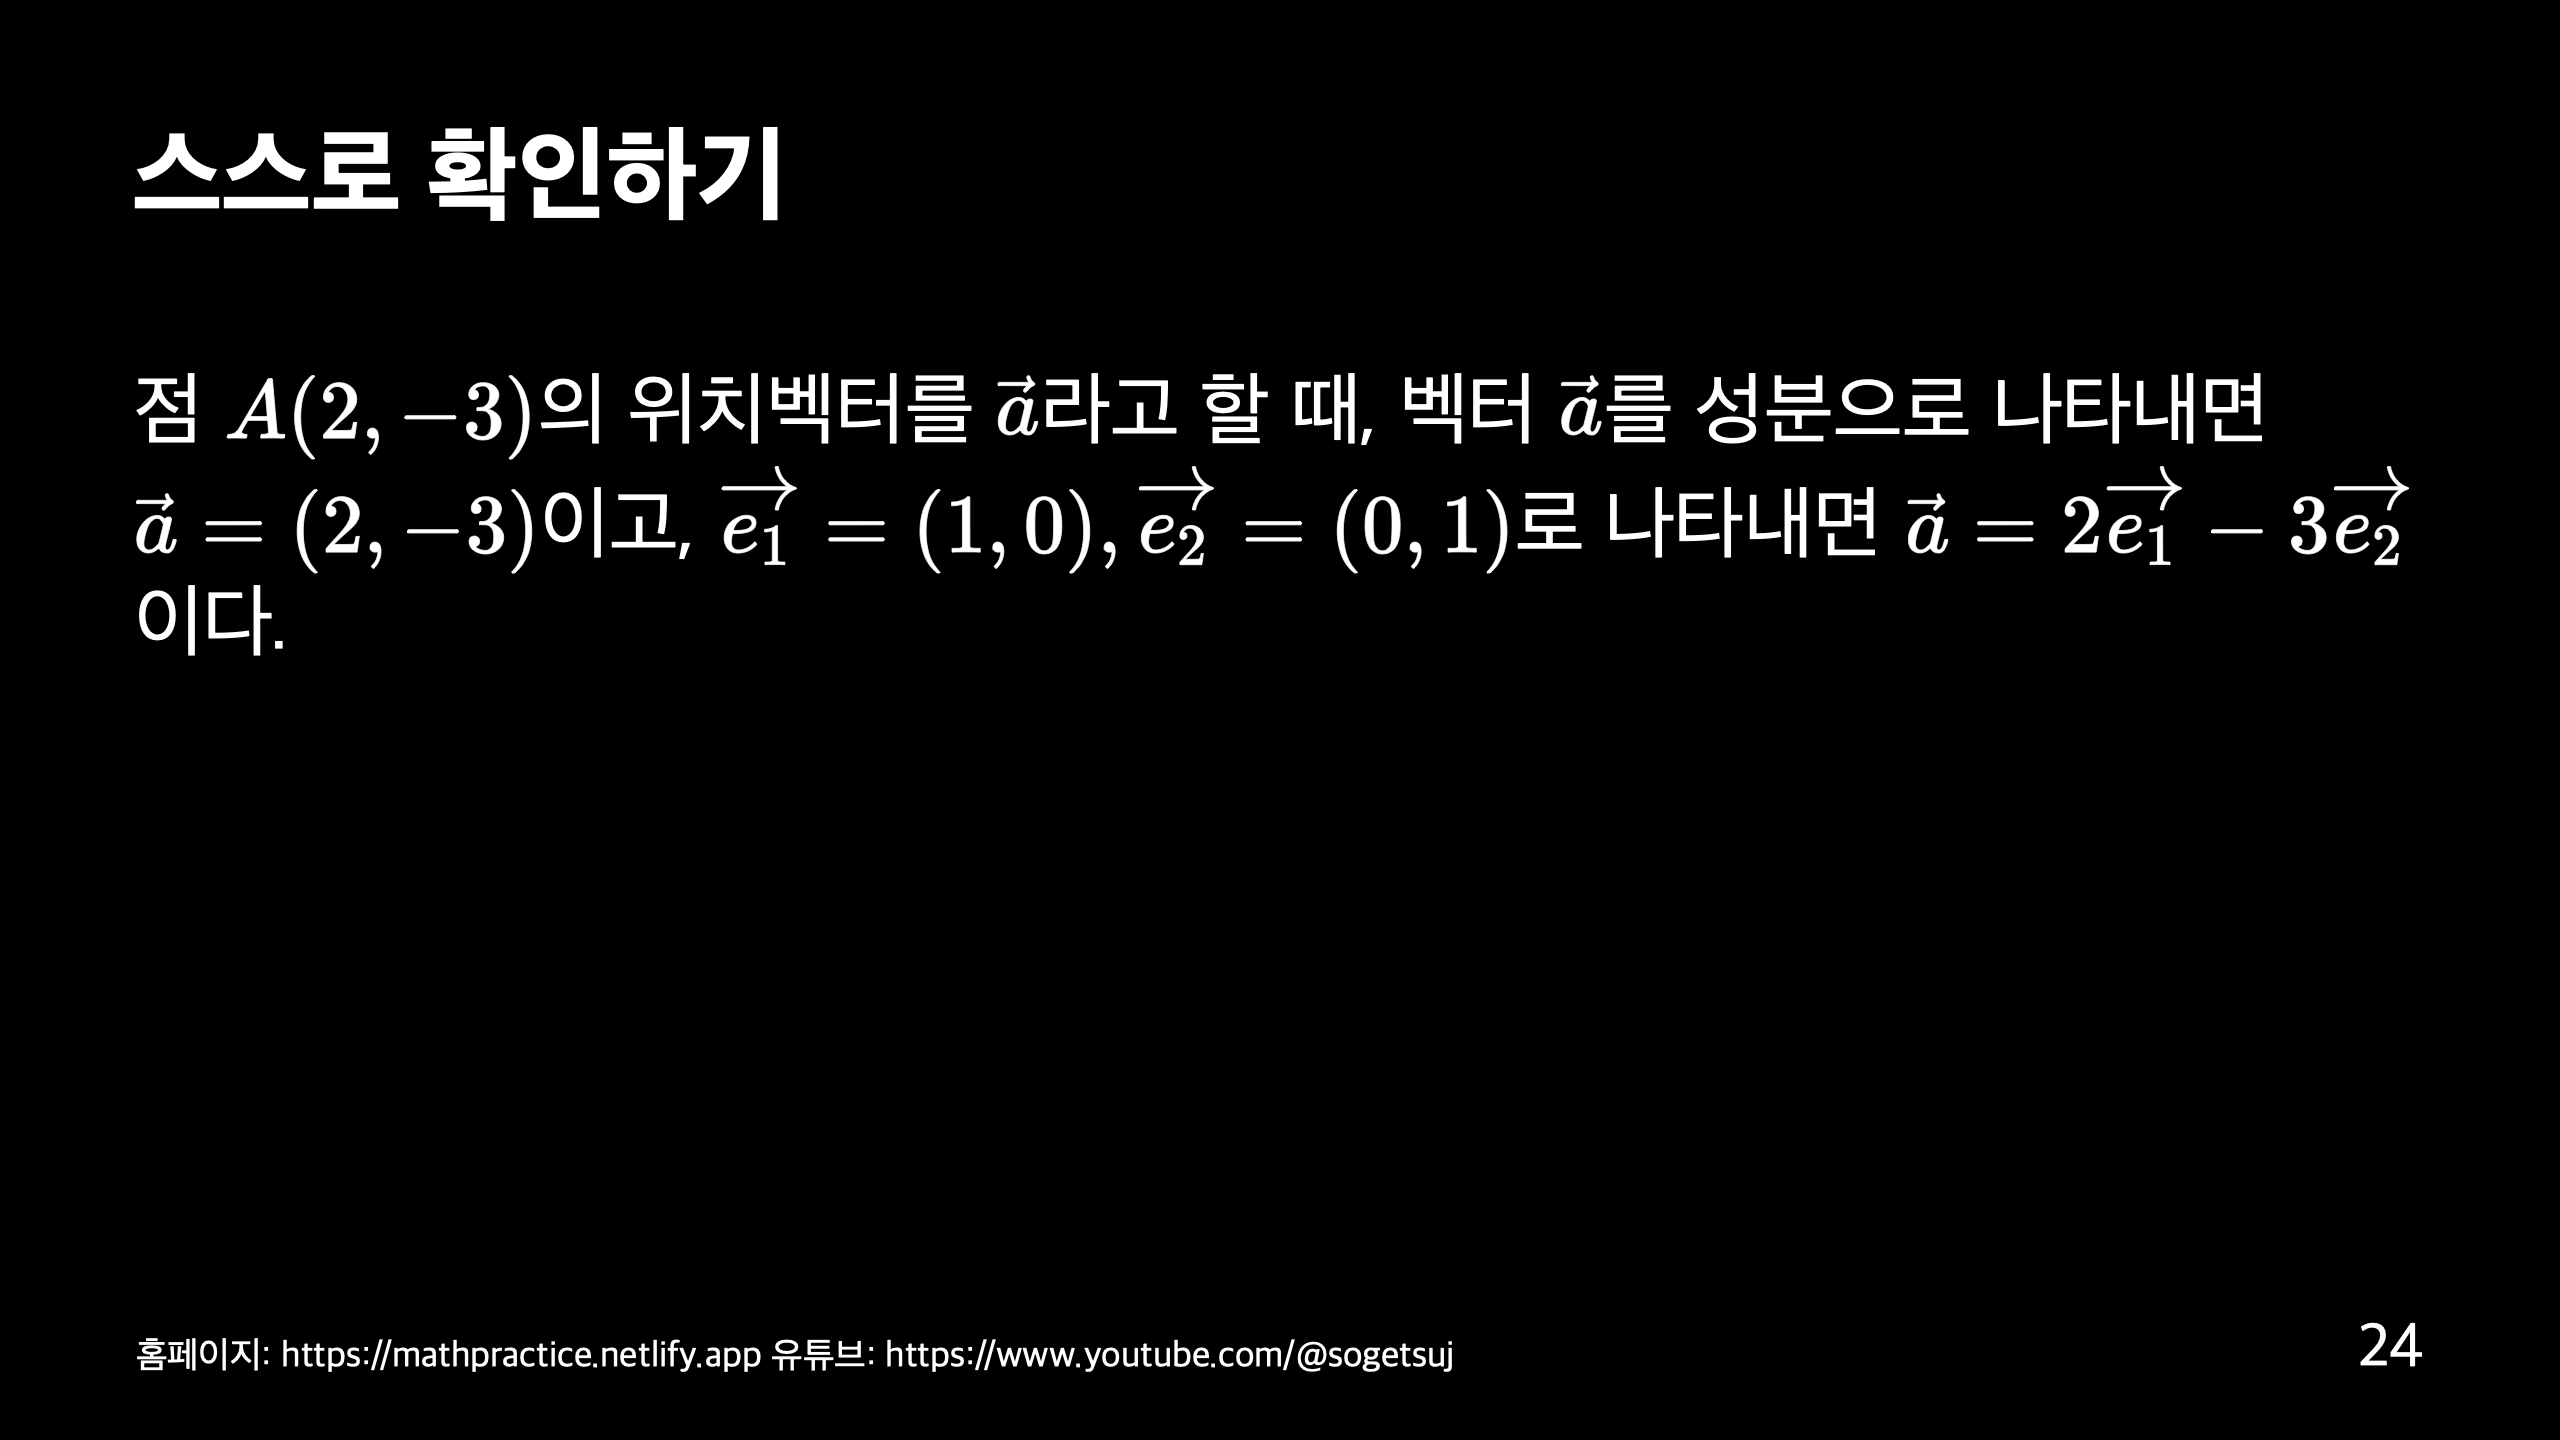 스스로 확인하기
점 $A(2, -3)$의 위치벡터를 $\vec{a}$라고 할 때, 벡터 $\vec{a}$를 성분으로 나타내면
$\vec{a} = (2, -3)$이고, $\overrightarrow{e_1} = (1, 0), \overrightarrow{e_2} = (0, 1)$로 나타내면 $\vec{a} = 2\overrightarrow{e_1} - 3\overrightarrow{e_2}$
이다.
홈페이지: https://mathpractice.netlify.app 유튜브: https://www.youtube.com/@sogetsuj
24